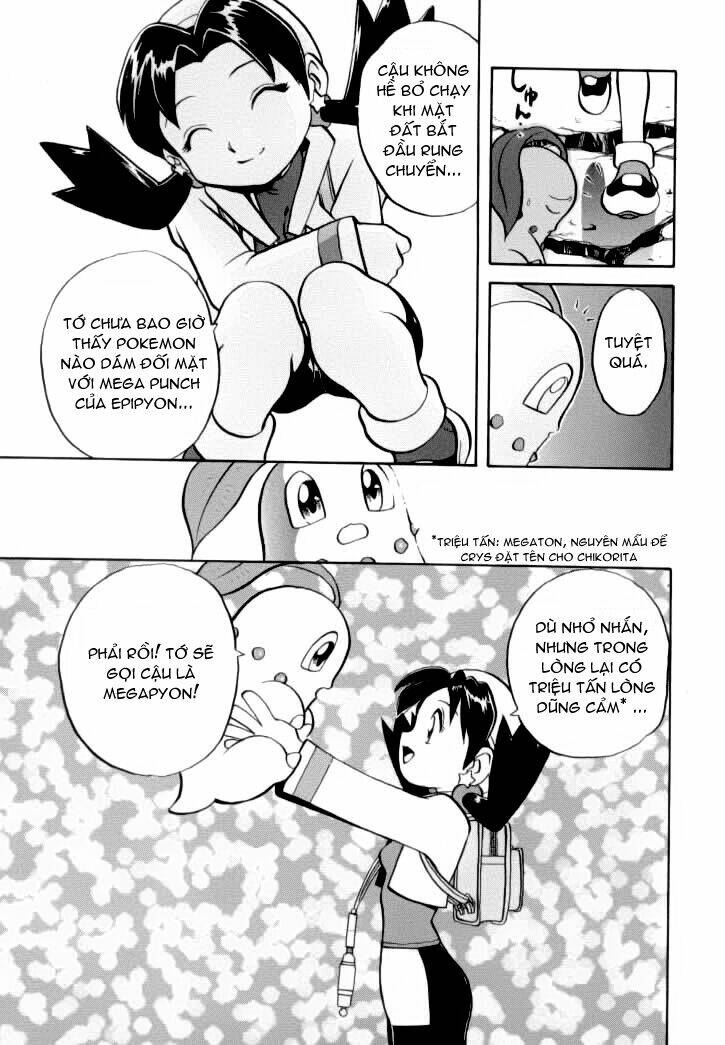 しゅん…
TUYỆT
QUÁ.
CẬU KHÔNG
HỀ BỎ CHẠY
KHI MẶT
ĐẤT BẮT
ĐẦU RUNG
CHUYỂN...
TỚ CHƯA BAO GIỜ
THẤY POKEMON
NÀO DÁM ĐỐI MẶT
VỚI MEGA PUNCH
CỦA EPIPYON...
*TRIỆU TẤN: MEGATON, NGUYÊN MẪU ĐỂ
CRYS ĐẶT TÊN CHO CHIKORITA
DÙ NHỎ NHẮN,
NHƯNG TRONG
LÒNG LẠI CÓ
TRIỆU TẤN LÒNG
DŨNG CẢM* ...
PHẢI RỒI! TỚ SẼ
GỌI CẬU LÀ
MEGAPYON!